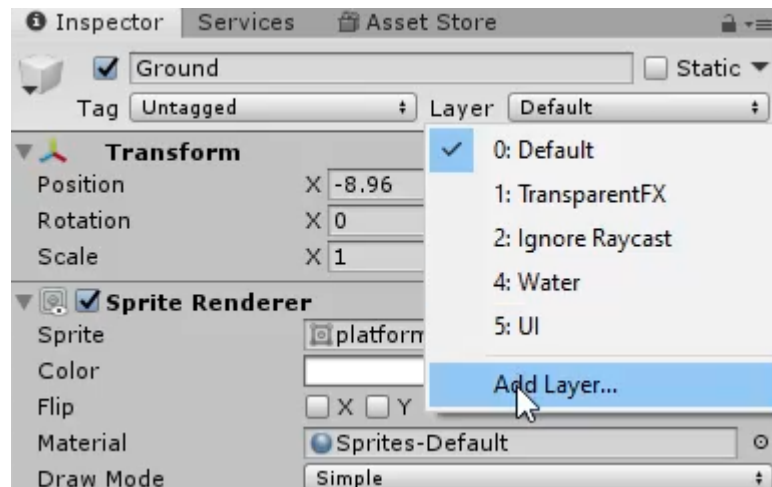 Inspector Services Asset Store
Ground Static
Tag Untagged Layer Default
Transform
0: Default
Position X -8.96
1: TransparentFX
Rotation X 0
2: Ignore Raycast
Scale X 1
4: Water
Sprite Renderer
5: UI
Sprite platform
Color
Add Layer...
Flip X Y
Material Sprites-Default
Draw Mode Simple